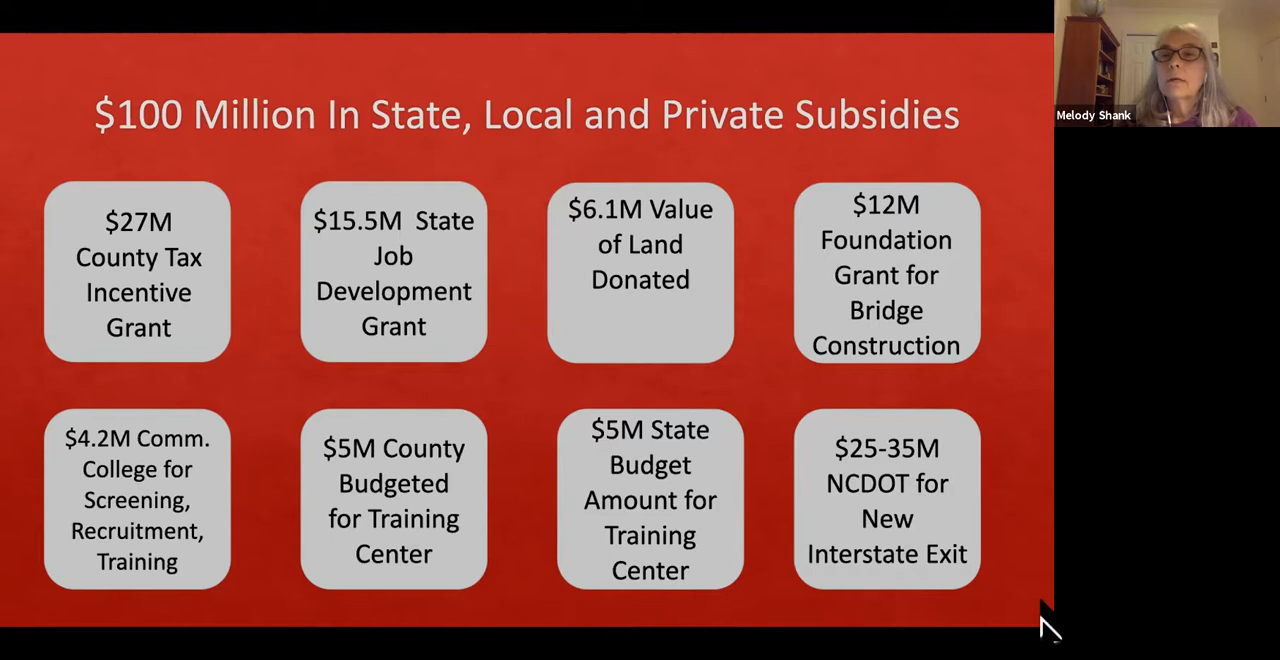 $100 Million In State, Local and Private Subsidies
$27M
County Tax
Incentive
Grant
$15.5M State
Job
Development
Grant
$6.1M Value
of Land
Donated
$12M
Foundation
Grant for
Bridge
Construction
$4.2M Comm.
College for
Screening,
Recruitment,
Training
$5M County
Budgeted
for Training
Center
$5M State
Budget
Amount for
Training
Center
$25-35M
NCDOT for
New
Interstate Exit
Melody Shank